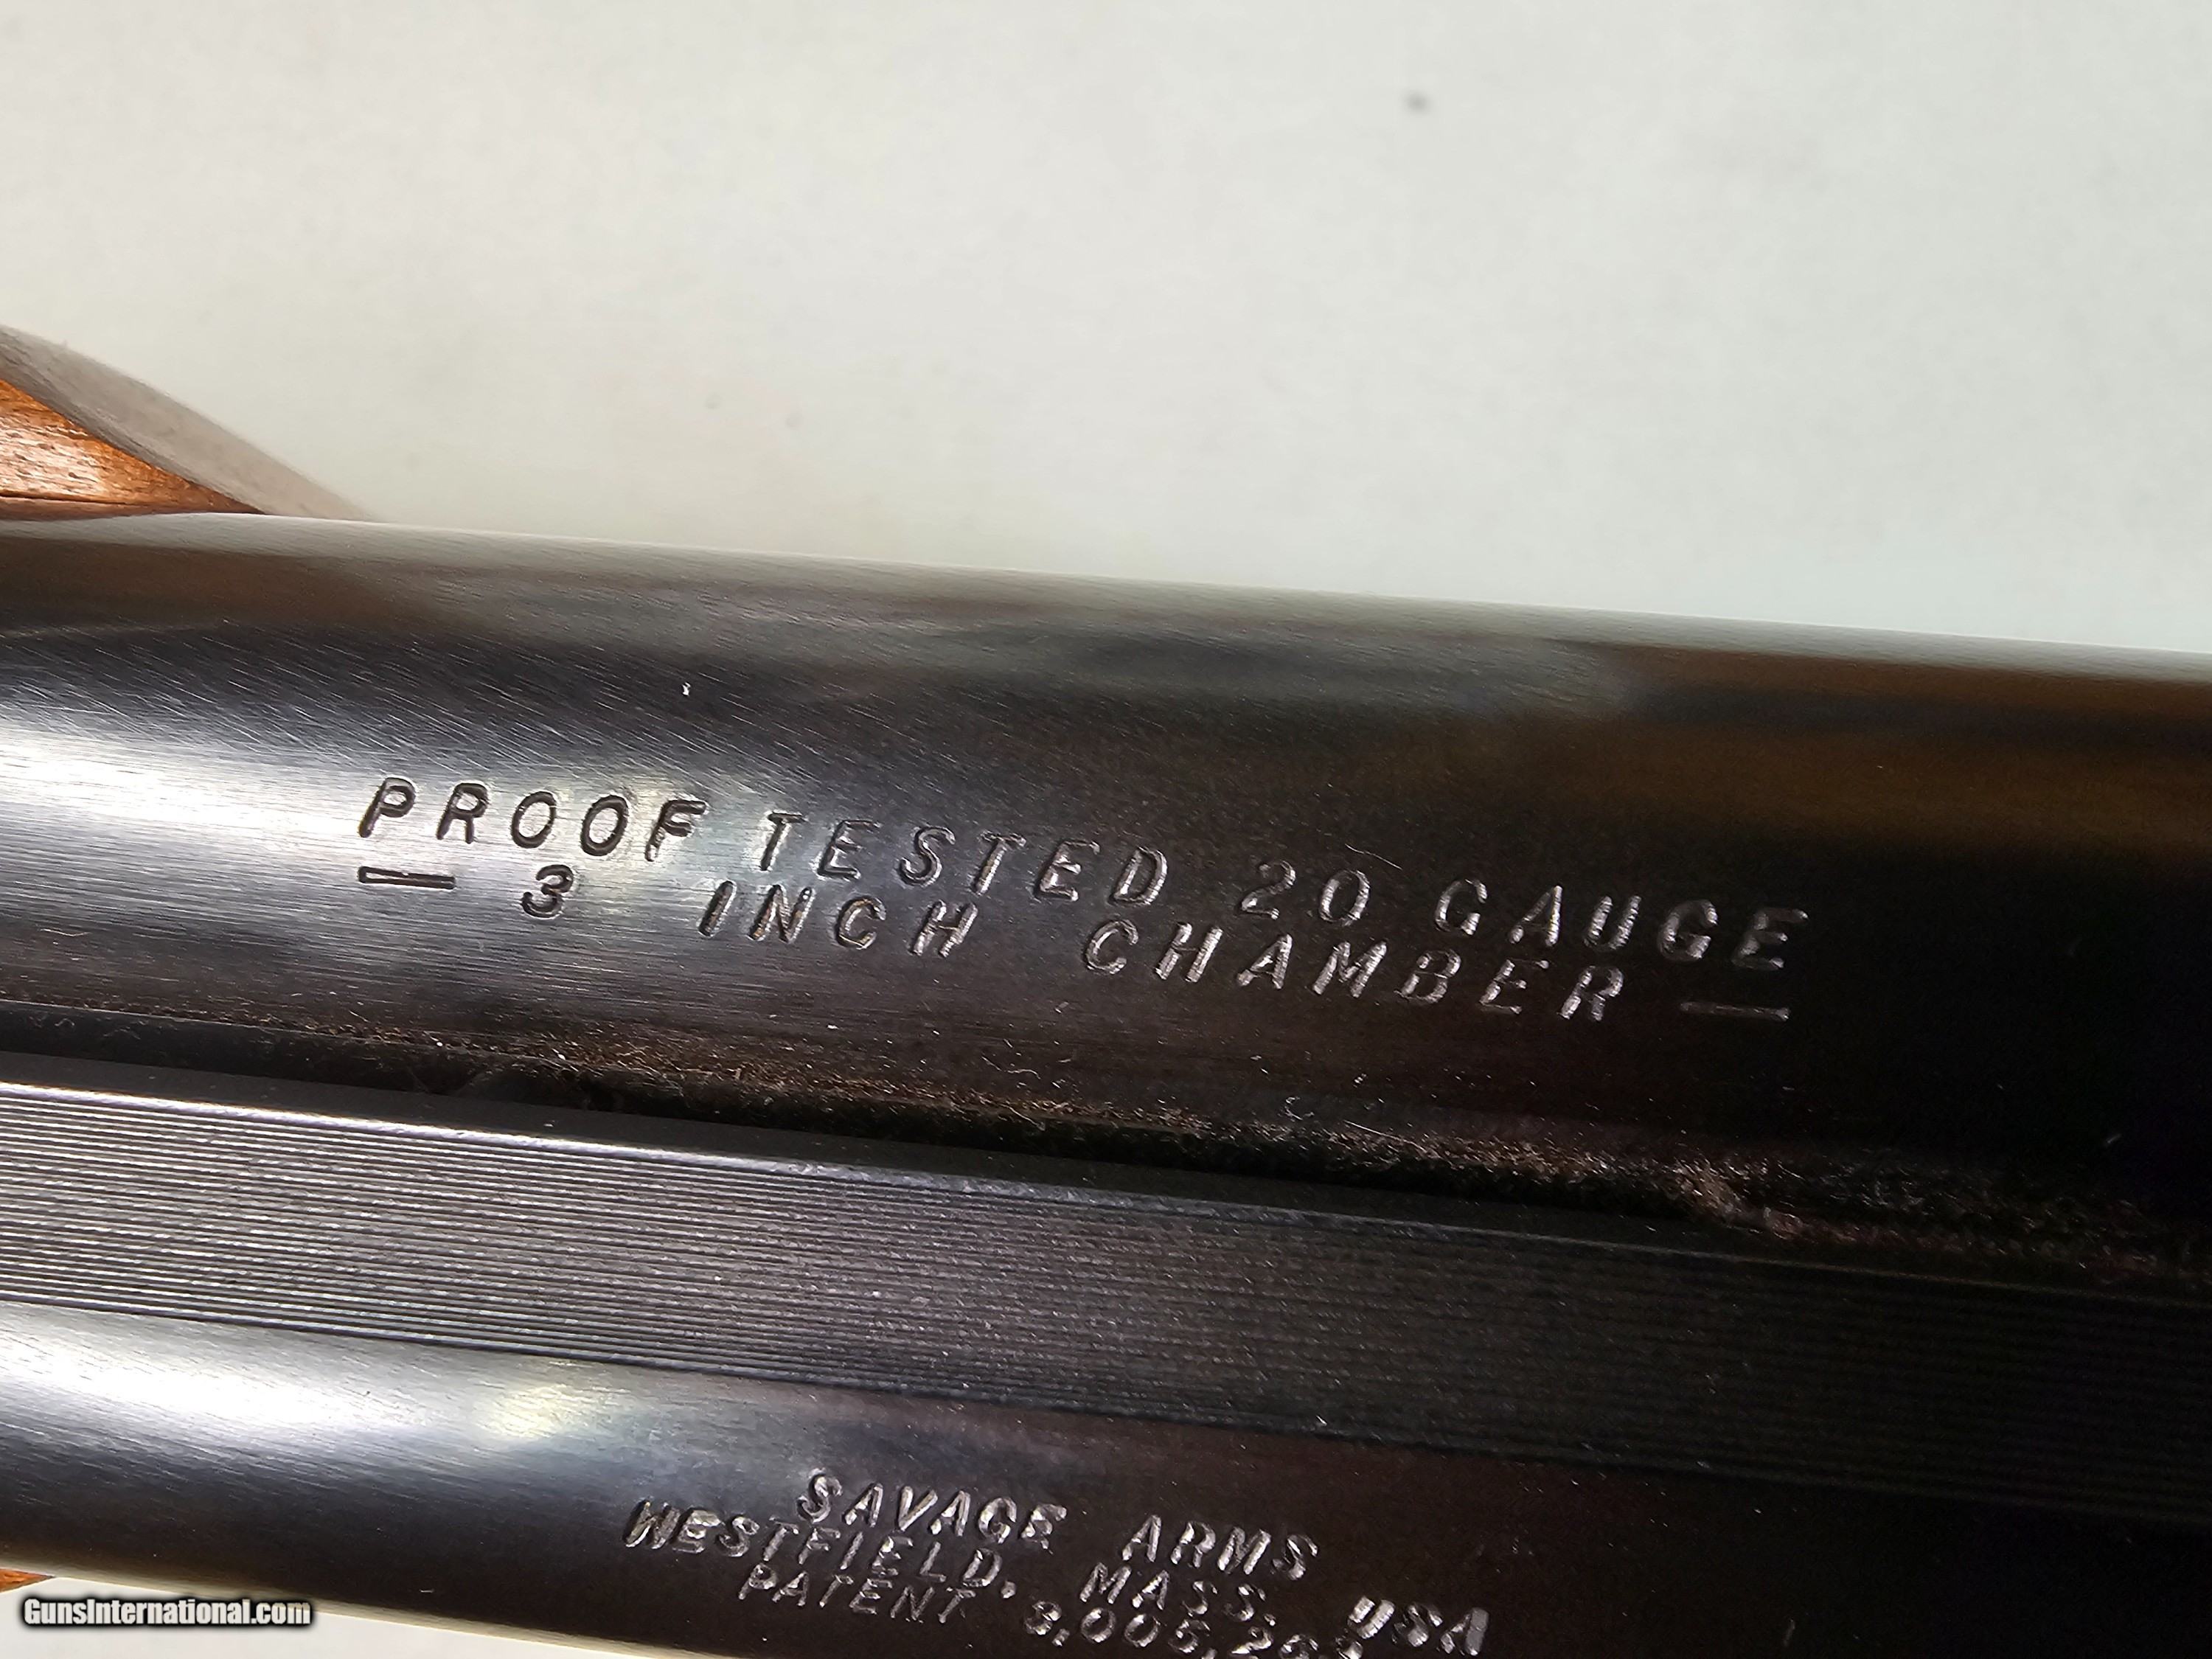 PROOF TESTED 20 GAUGE
— 3 INCH CHAMBER —
SAVAGE ARMS
WESTFIELD, MASS. USA
PATENT
GunsInternational.com